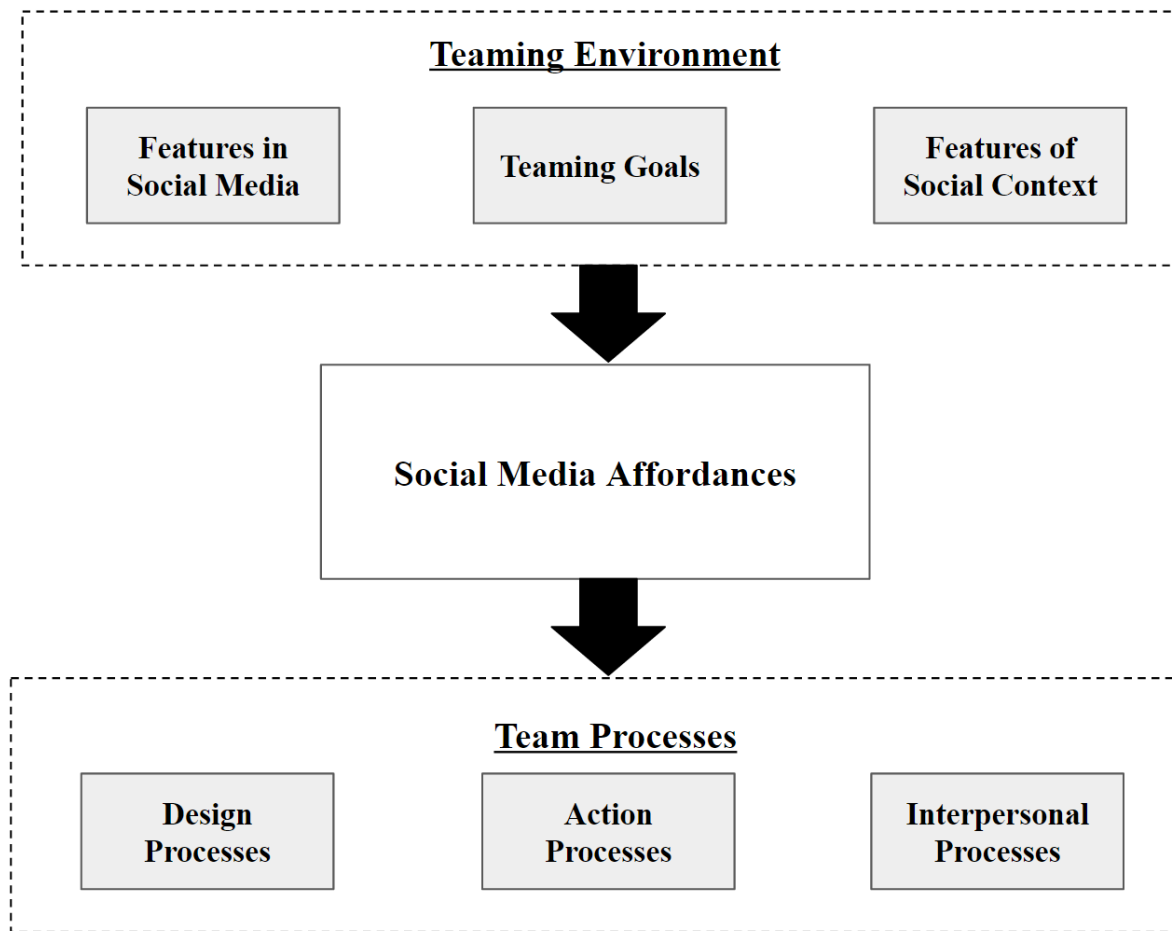 Teaming Environment
Features in
Social Media
Teaming Goals
Features of
Social Context
Social Media Affordances
Team Processes
Design
Processes
Action
Processes
Interpersonal
Processes